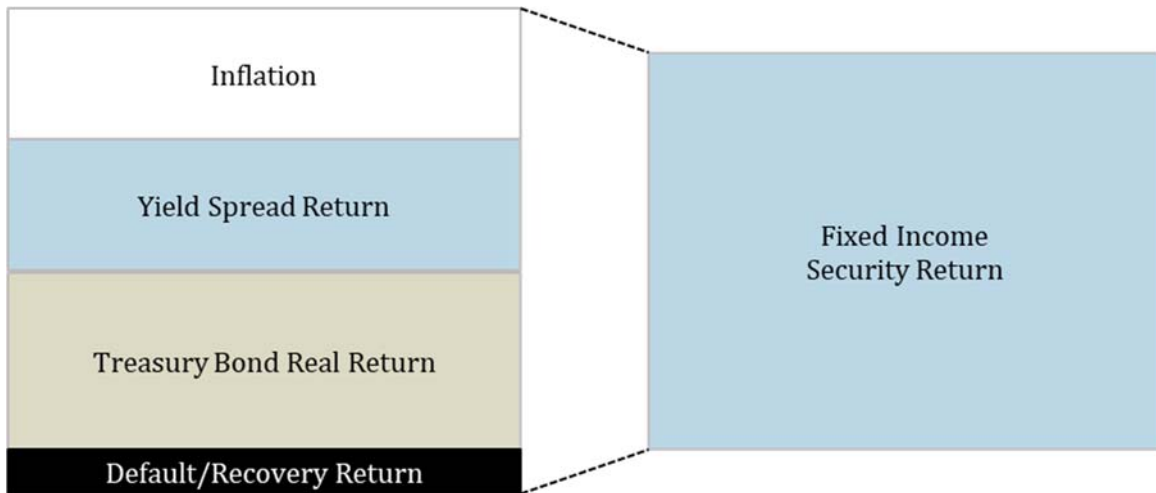 Inflation
Yield Spread Return
Treasury Bond Real Return
Default/Recovery Return
Fixed Income
Security Return